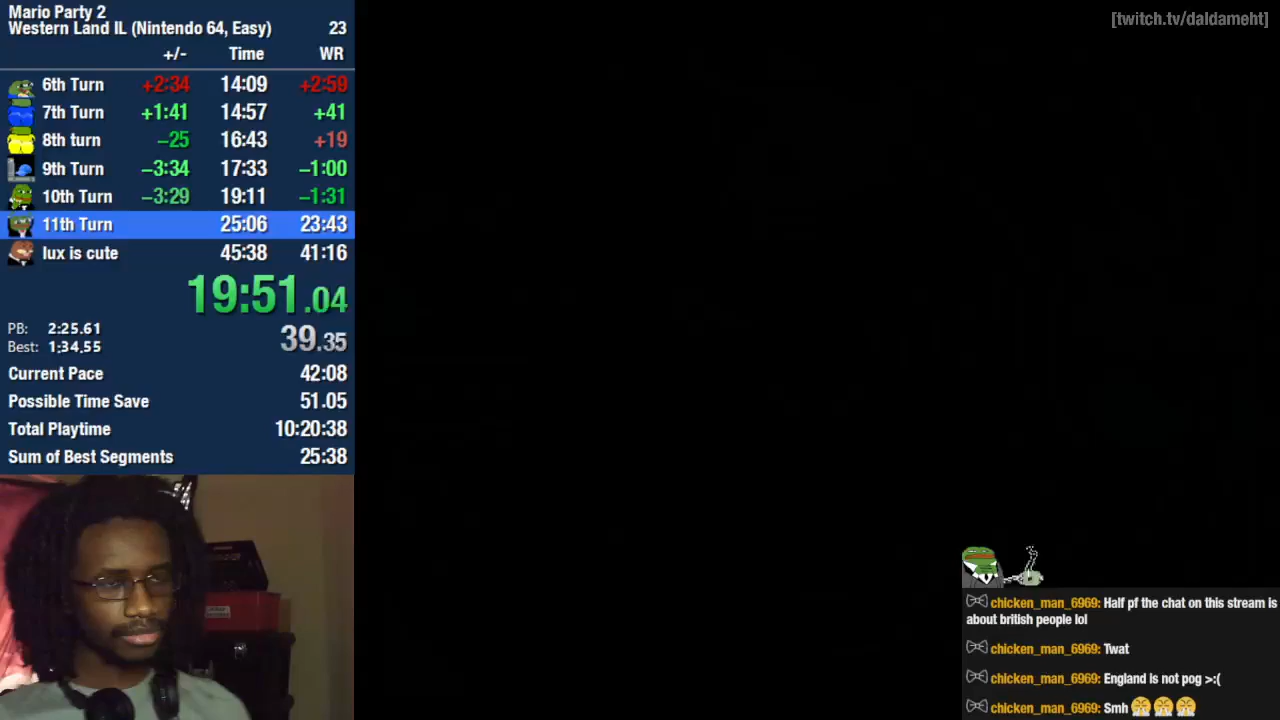 Mario Party 2
Western Land IL (Nintendo 64, Easy) 23
+/- Time WR
6th Turn +2:34 14:09 +2:59
7th Turn +1:41 14:57 +41
8th turn −25 16:43 +19
9th Turn −3:34 17:33 −1:00
10th Turn −3:29 19:11 −1:31
11th Turn 25:06 23:43
lux is cute 45:38 41:16
19:51.04
PB: 2:25.61
39.35
Best: 1:34.55
Current Pace 42:08
Possible Time Save 51.05
Total Playtime 10:20:38
Sum of Best Segments 25:38
[twitch.tv/daldameht]
chicken_man_6969: Half pf the chat on this stream is
about british people lol
chicken_man_6969: Twat
chicken_man_6969: England is not pog >:(
chicken_man_6969: Smh 😤😤😤